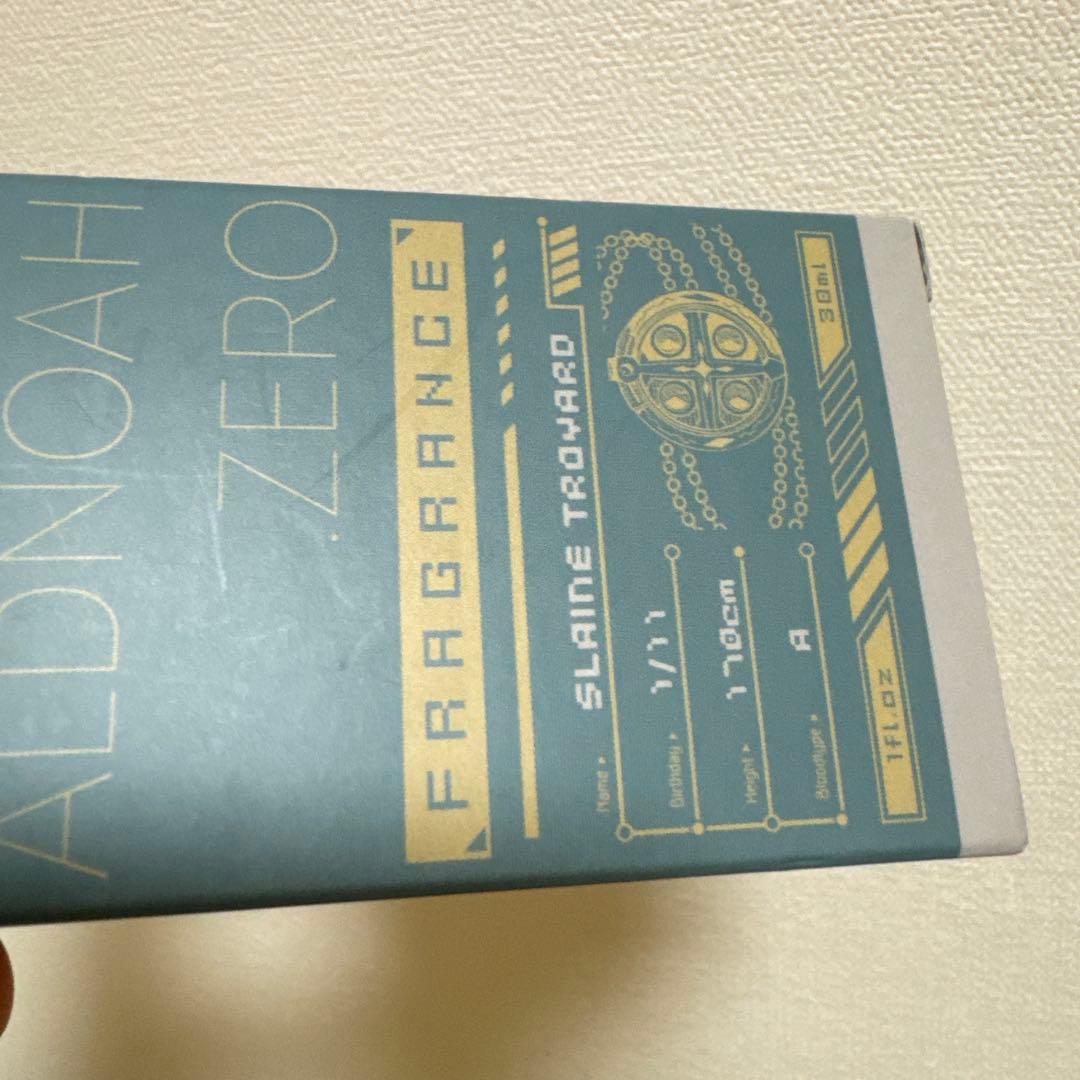 ALDNOAH
.ZERO
FRAGRANCE
Name ▸ SLAINE TROYARD
Birthday ▸ 1/11
Height ▸ 170cm
Bloodtype ▸ A
1fl.oz
30ml